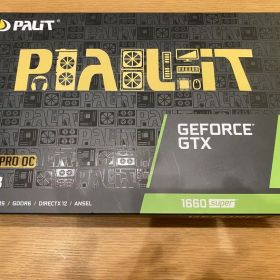 PALIT
PALIT
PRO OC
GEFORCE
GTX
GDDR6 / DIRECTX 12 / ANSEL
1660 super